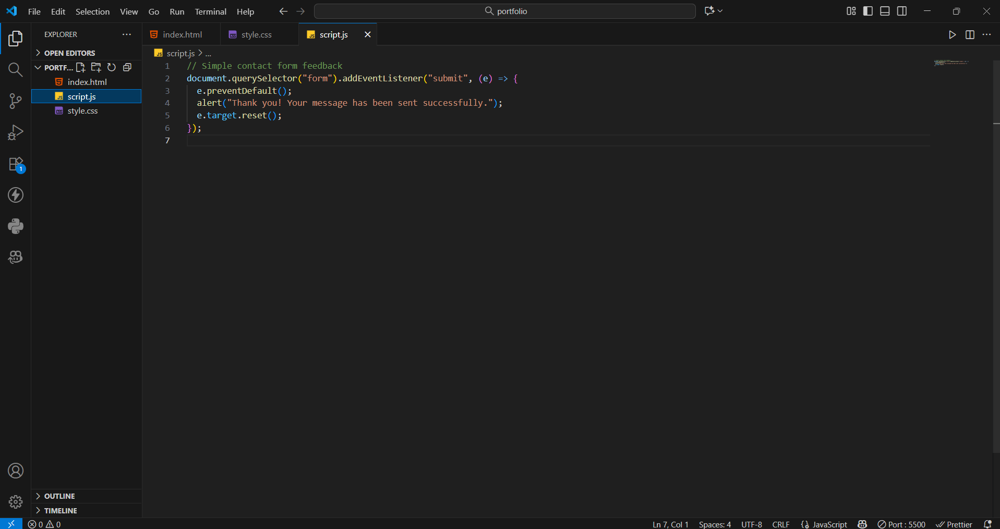 File Edit Selection View Go Run Terminal Help
portfolio
EXPLORER
OPEN EDITORS
PORTF...
index.html
script.js
style.css
OUTLINE
TIMELINE
index.html
style.css
script.js
script.js > ...
1 // Simple contact form feedback
2 document.querySelector("form").addEventListener("submit", (e) => {
3 e.preventDefault();
4 alert("Thank you! Your message has been sent successfully.");
5 e.target.reset();
6 });
7
1
0 0
Ln 7, Col 1 Spaces: 4 UTF-8 CRLF {} JavaScript Port : 5500 Prettier